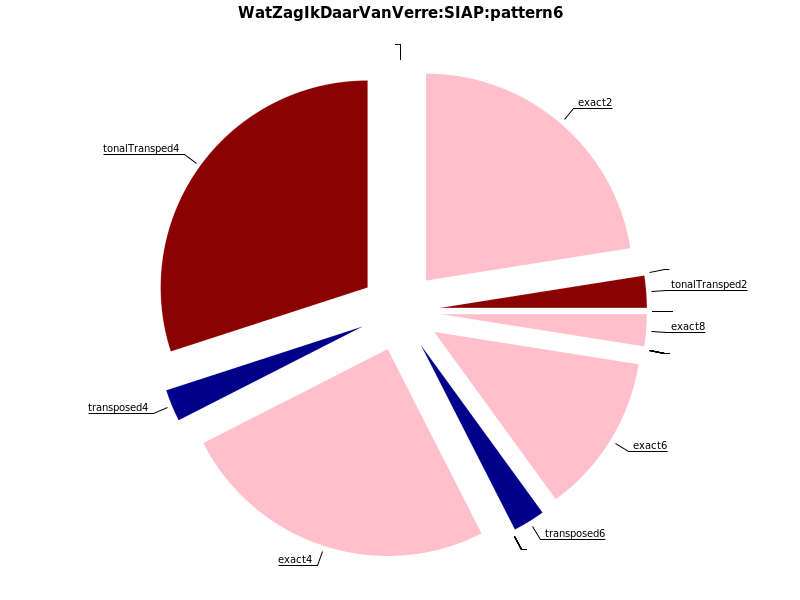 WatZagIkDaarVanVerre:SIAP:pattern6
exact2
tonalTransped4
tonalTransped2
exact8
transposed4
exact6
transposed6
exact4